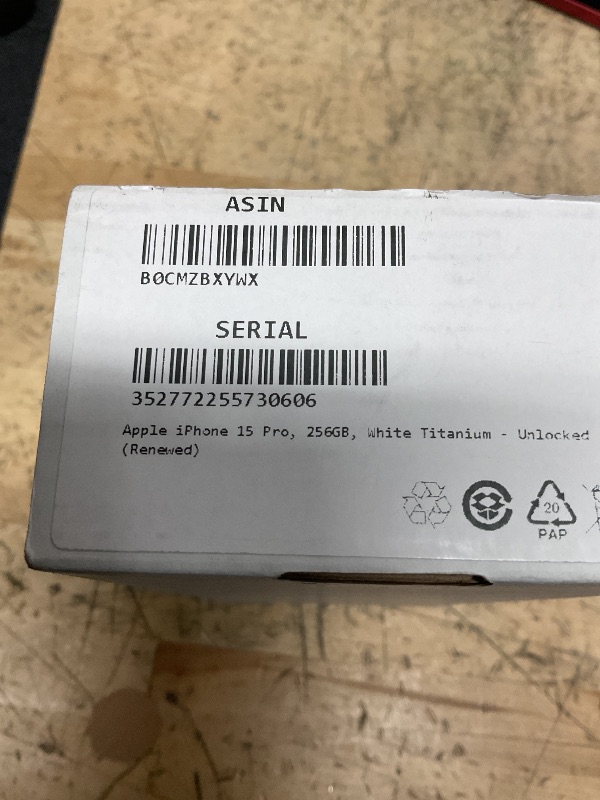 ASIN
B0CMZBXYWX
SERIAL
352772255730606
Apple iPhone 15 Pro, 256GB, White Titanium - Unlocked
(Renewed)
20
PAP